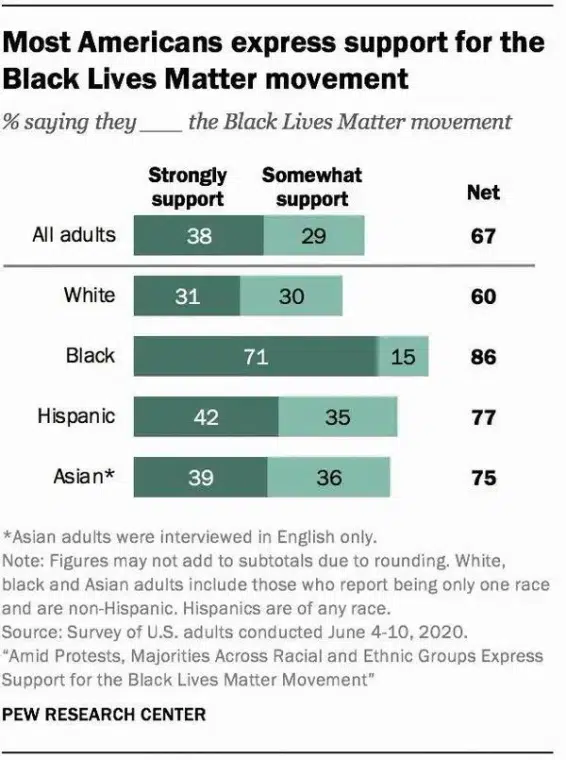 Most Americans express support for the
Black Lives Matter movement
% saying they ___ the Black Lives Matter movement
Strongly support Somewhat support Net
All adults 38 29 67
White 31 30 60
Black 71 15 86
Hispanic 42 35 77
Asian* 39 36 75
*Asian adults were interviewed in English only.
Note: Figures may not add to subtotals due to rounding. White,
black and Asian adults include those who report being only one race
and are non-Hispanic. Hispanics are of any race.
Source: Survey of U.S. adults conducted June 4-10, 2020.
“Amid Protests, Majorities Across Racial and Ethnic Groups Express
Support for the Black Lives Matter Movement”
PEW RESEARCH CENTER